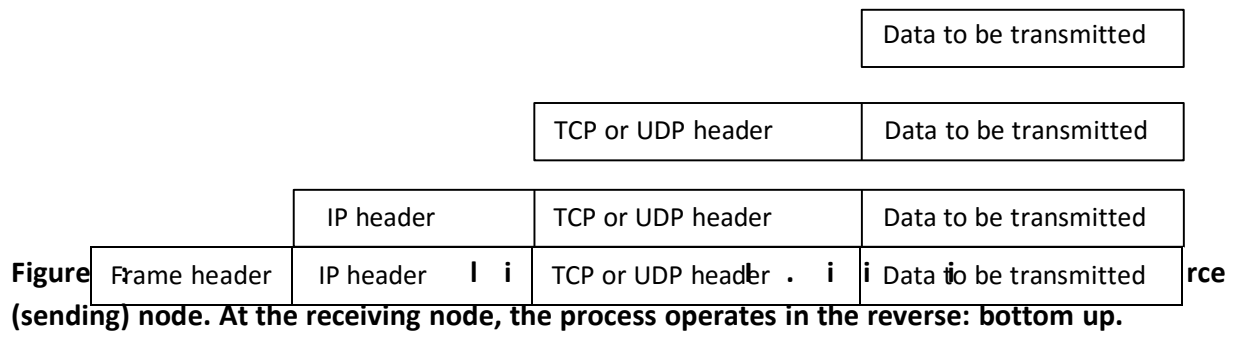 Data to be transmitted
TCP or UDP header Data to be transmitted
IP header TCP or UDP header Data to be transmitted
Figure Frame header IP header TCP or UDP header Data to be transmitted rce
(sending) node. At the receiving node, the process operates in the reverse: bottom up.